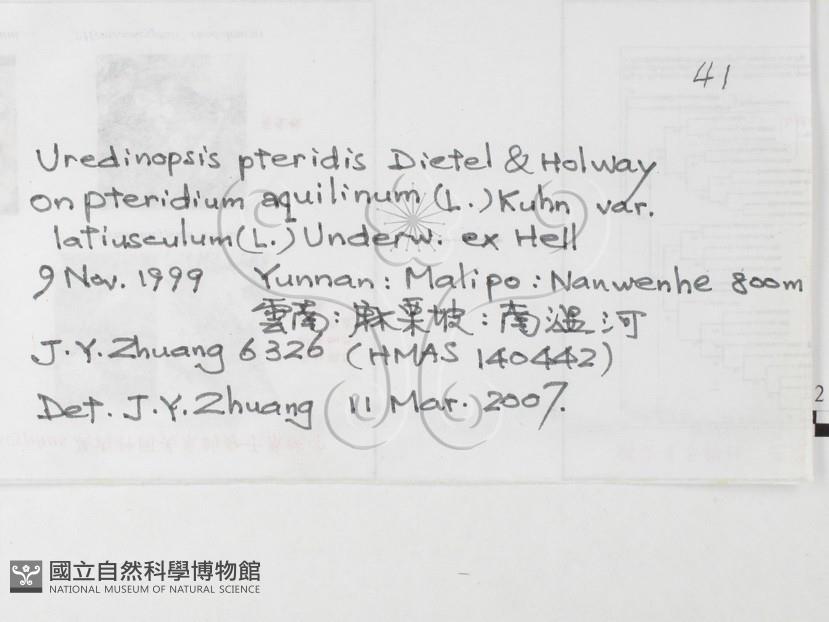 41
Uredinopsis pteridis Dietel & Holway
on pteridium aquilinum (L.) Kuhn var.
latiusculum (L.) Underw. ex Hell
9 Nov. 1999 Yunnan: Malipo: Nanwenhe 800m
雲南: 麻栗坡: 南温河
J.Y. Zhuang 6326 (HMAS 140442)
Det. J.Y. Zhuang 11 Mar. 2007.
2
國立自然科學博物館
NATIONAL MUSEUM OF NATURAL SCIENCE